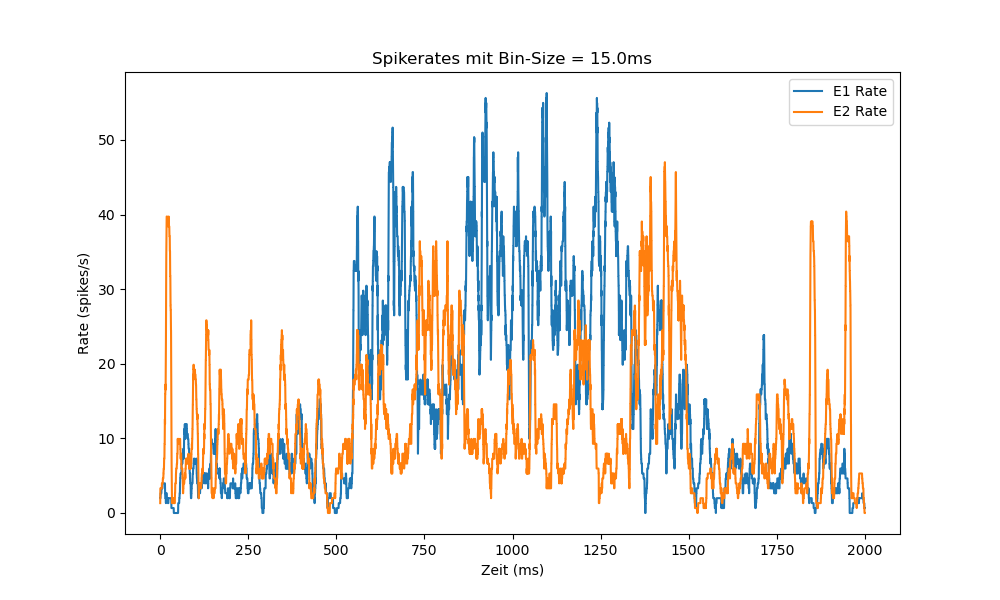 Spikerates mit Bin-Size = 15.0ms
E1 Rate
E2 Rate
Rate (spikes/s)
50
40
30
20
10
0
0 250 500 750 1000 1250 1500 1750 2000
Zeit (ms)